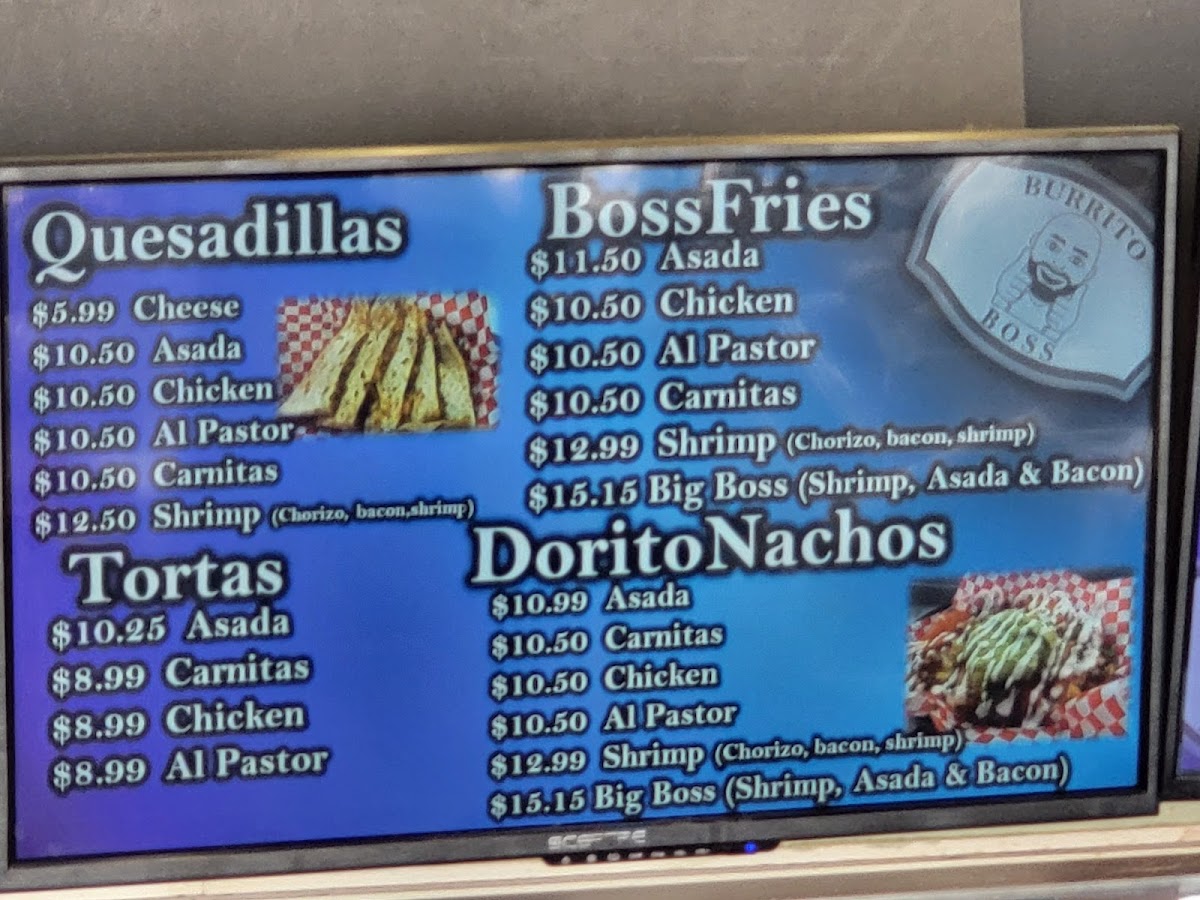 Quesadillas
$5.99 Cheese
$10.50 Asada
$10.50 Chicken
$10.50 Al Pastor
$10.50 Carnitas
$12.50 Shrimp (Chorizo, bacon,shrimp)
Tortas
$10.25 Asada
$8.99 Carnitas
$8.99 Chicken
$8.99 Al Pastor
BossFries
$11.50 Asada
$10.50 Chicken
$10.50 Al Pastor
$10.50 Carnitas
$12.99 Shrimp (Chorizo, bacon, shrimp)
$15.15 Big Boss (Shrimp, Asada & Bacon)
DoritoNachos
$10.99 Asada
$10.50 Carnitas
$10.50 Chicken
$10.50 Al Pastor
$12.99 Shrimp (Chorizo, bacon, shrimp)
$15.15 Big Boss (Shrimp, Asada & Bacon)
BURRITO
BOSS
SCEPTRE